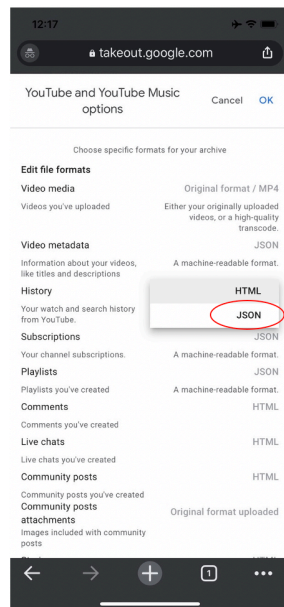 12:17
takeout.google.com
YouTube and YouTube Music
options
Cancel
OK
Choose specific formats for your archive
Edit file formats
Video media
Original format / MP4
Videos you've uploaded
Either your originally uploaded
videos, or a high-quality
transcode.
Video metadata
JSON
Information about your videos,
like titles and descriptions
A machine-readable format.
History
HTML
Your watch and search history
from YouTube.
JSON
Subscriptions
JSON
Your channel subscriptions.
A machine-readable format.
Playlists
JSON
Playlists you've created
A machine-readable format.
Comments
HTML
Comments you've created
Live chats
HTML
Live chats you've created
Community posts
HTML
Community posts you've created
Community posts
attachments
Original format uploaded
Images included with community
posts
HTML
1